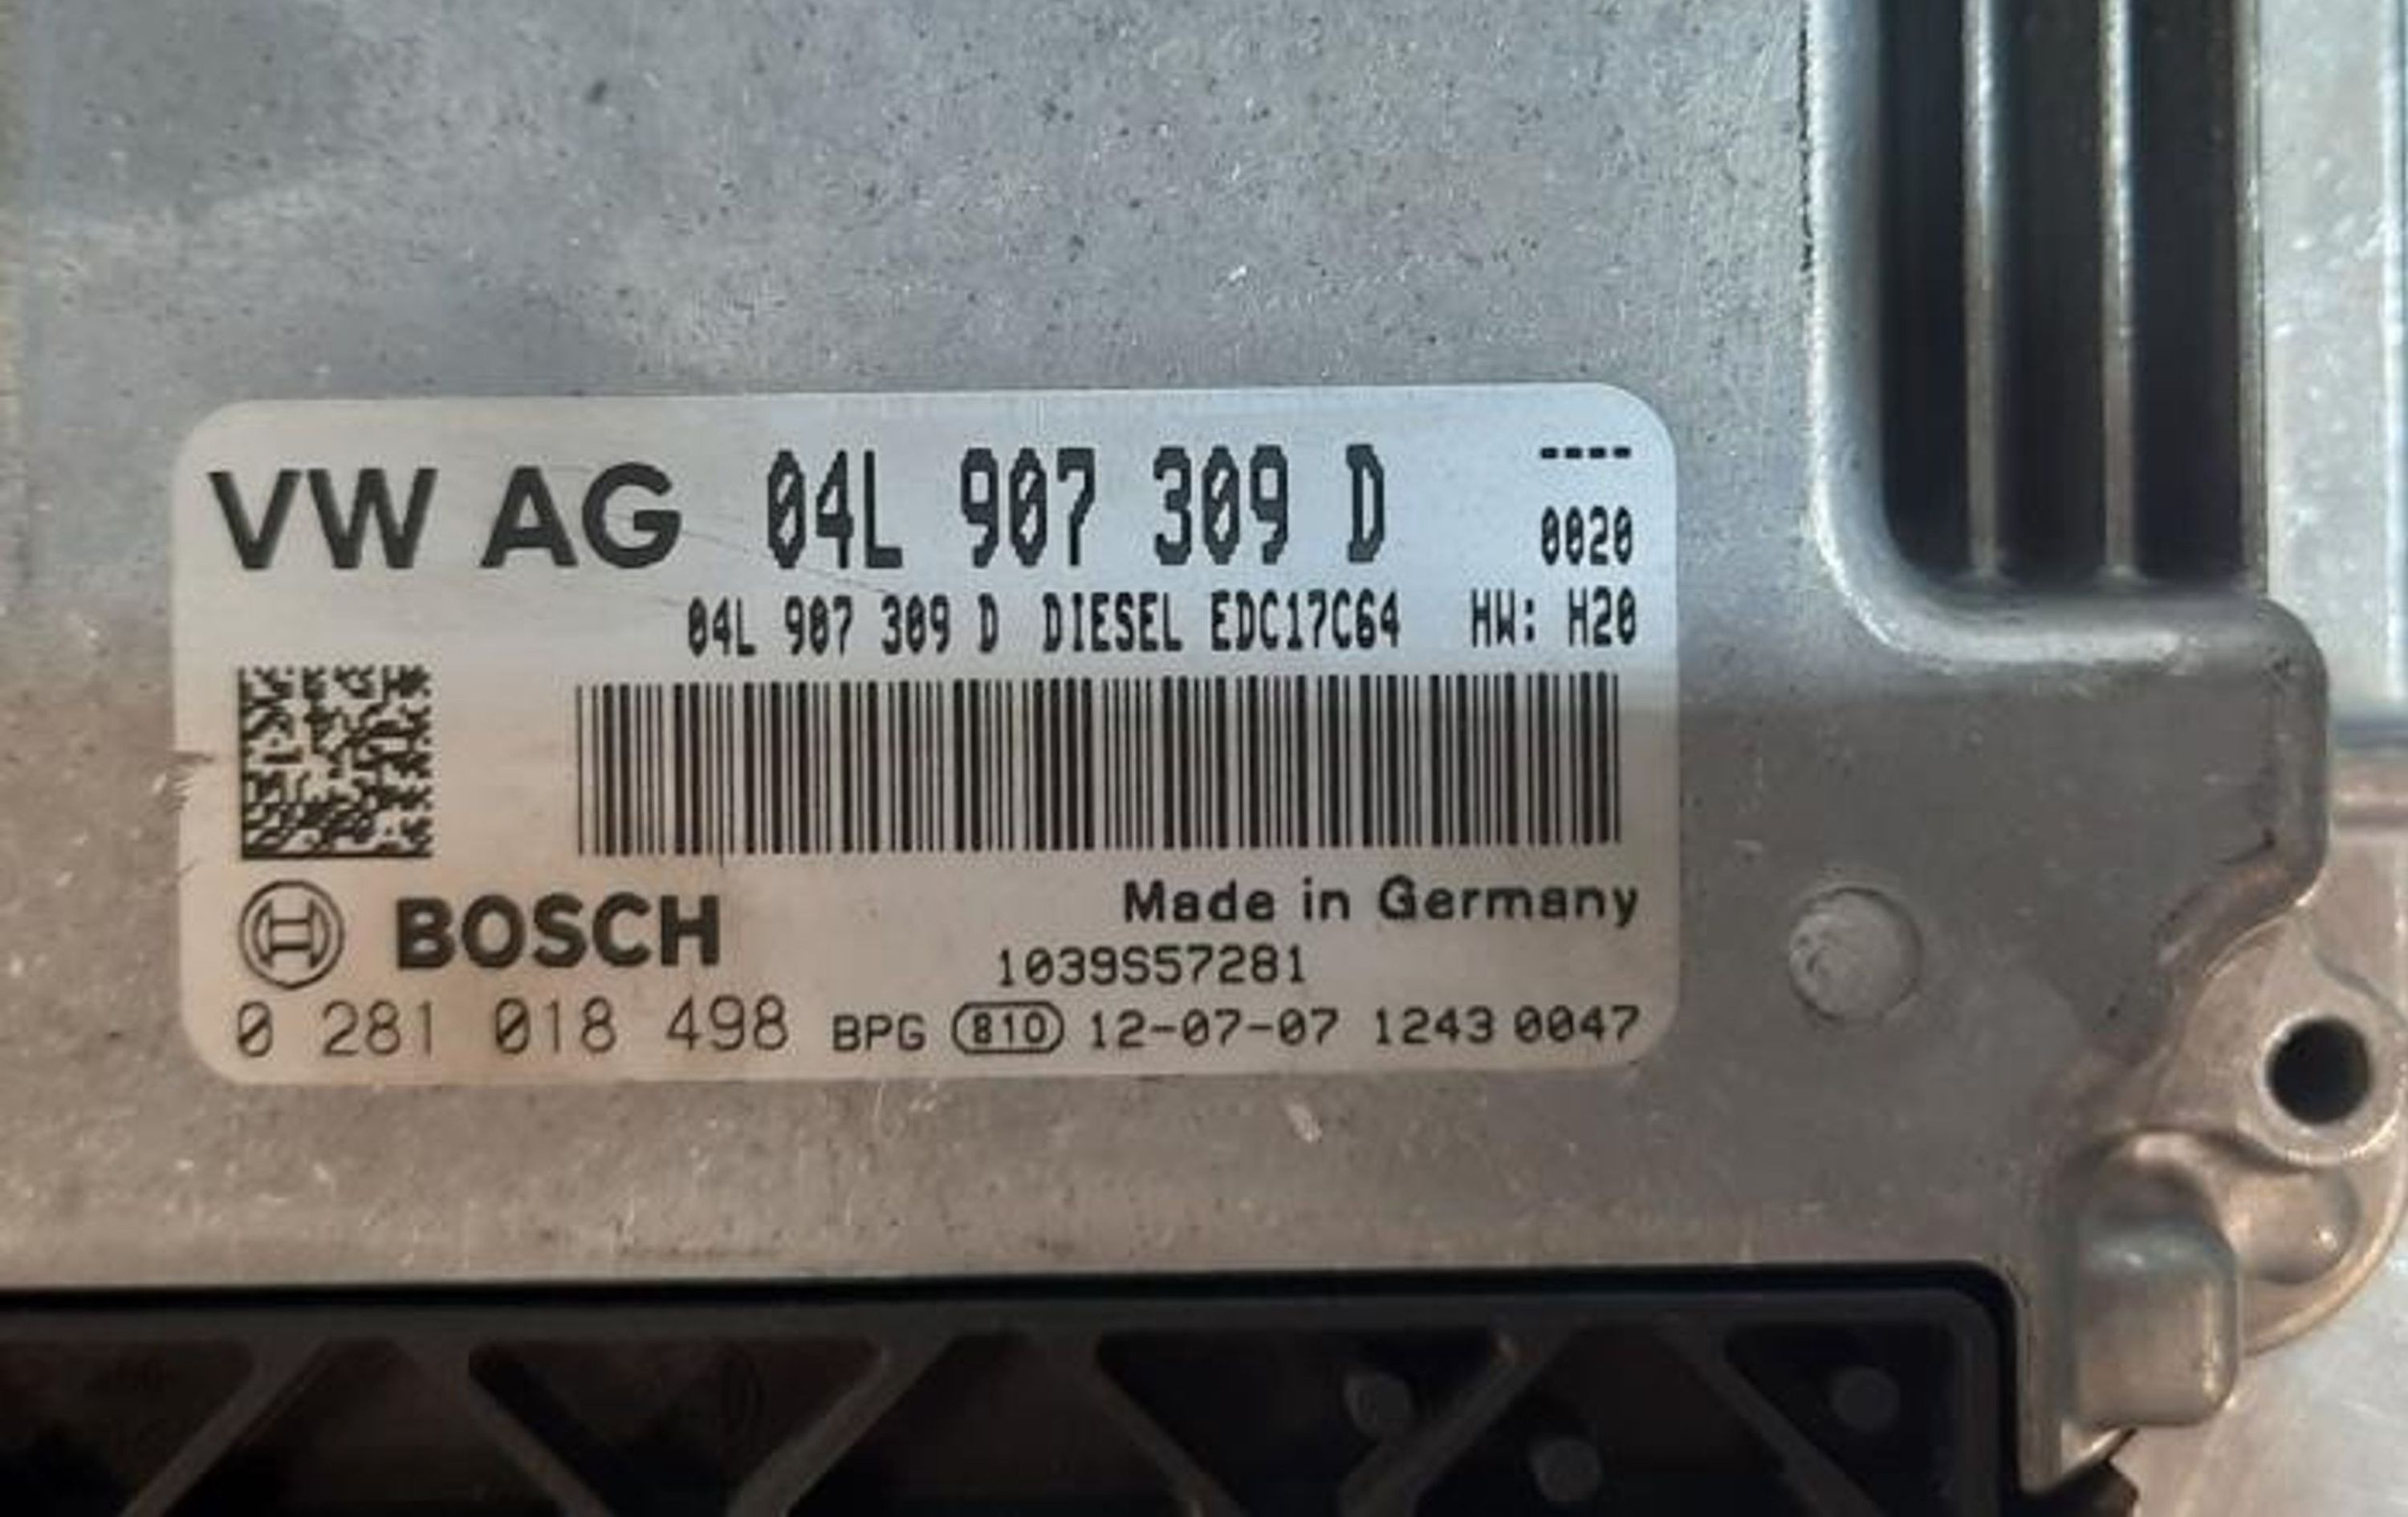 VW AG 04L 907 309 D ----
0020
04L 907 309 D DIESEL EDC17C64 HW: H20
Made in Germany
BOSCH
1039S57281
0 281 018 498 BPG 810 12-07-07 1243 0047